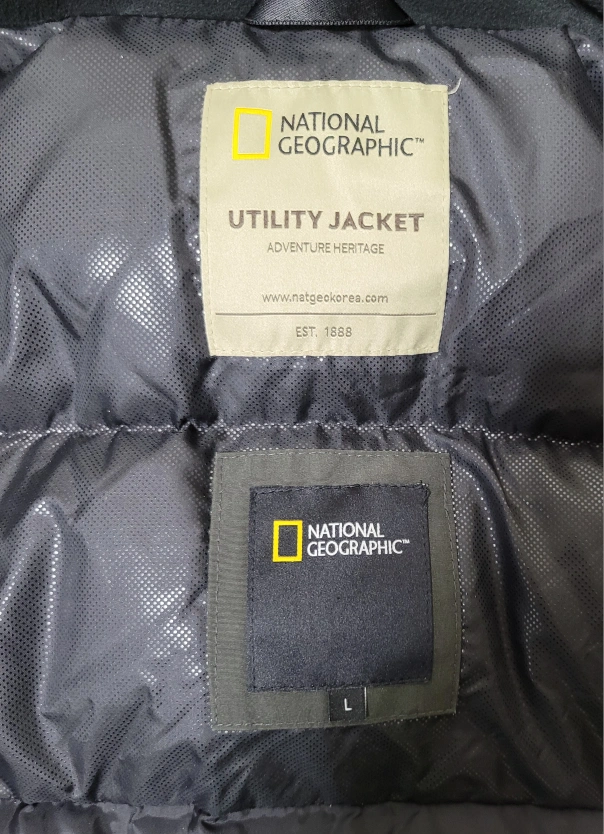 NATIONAL
GEOGRAPHIC™
UTILITY JACKET
ADVENTURE HERITAGE
www.natgeokorea.com
EST. 1888
NATIONAL
GEOGRAPHIC™
L